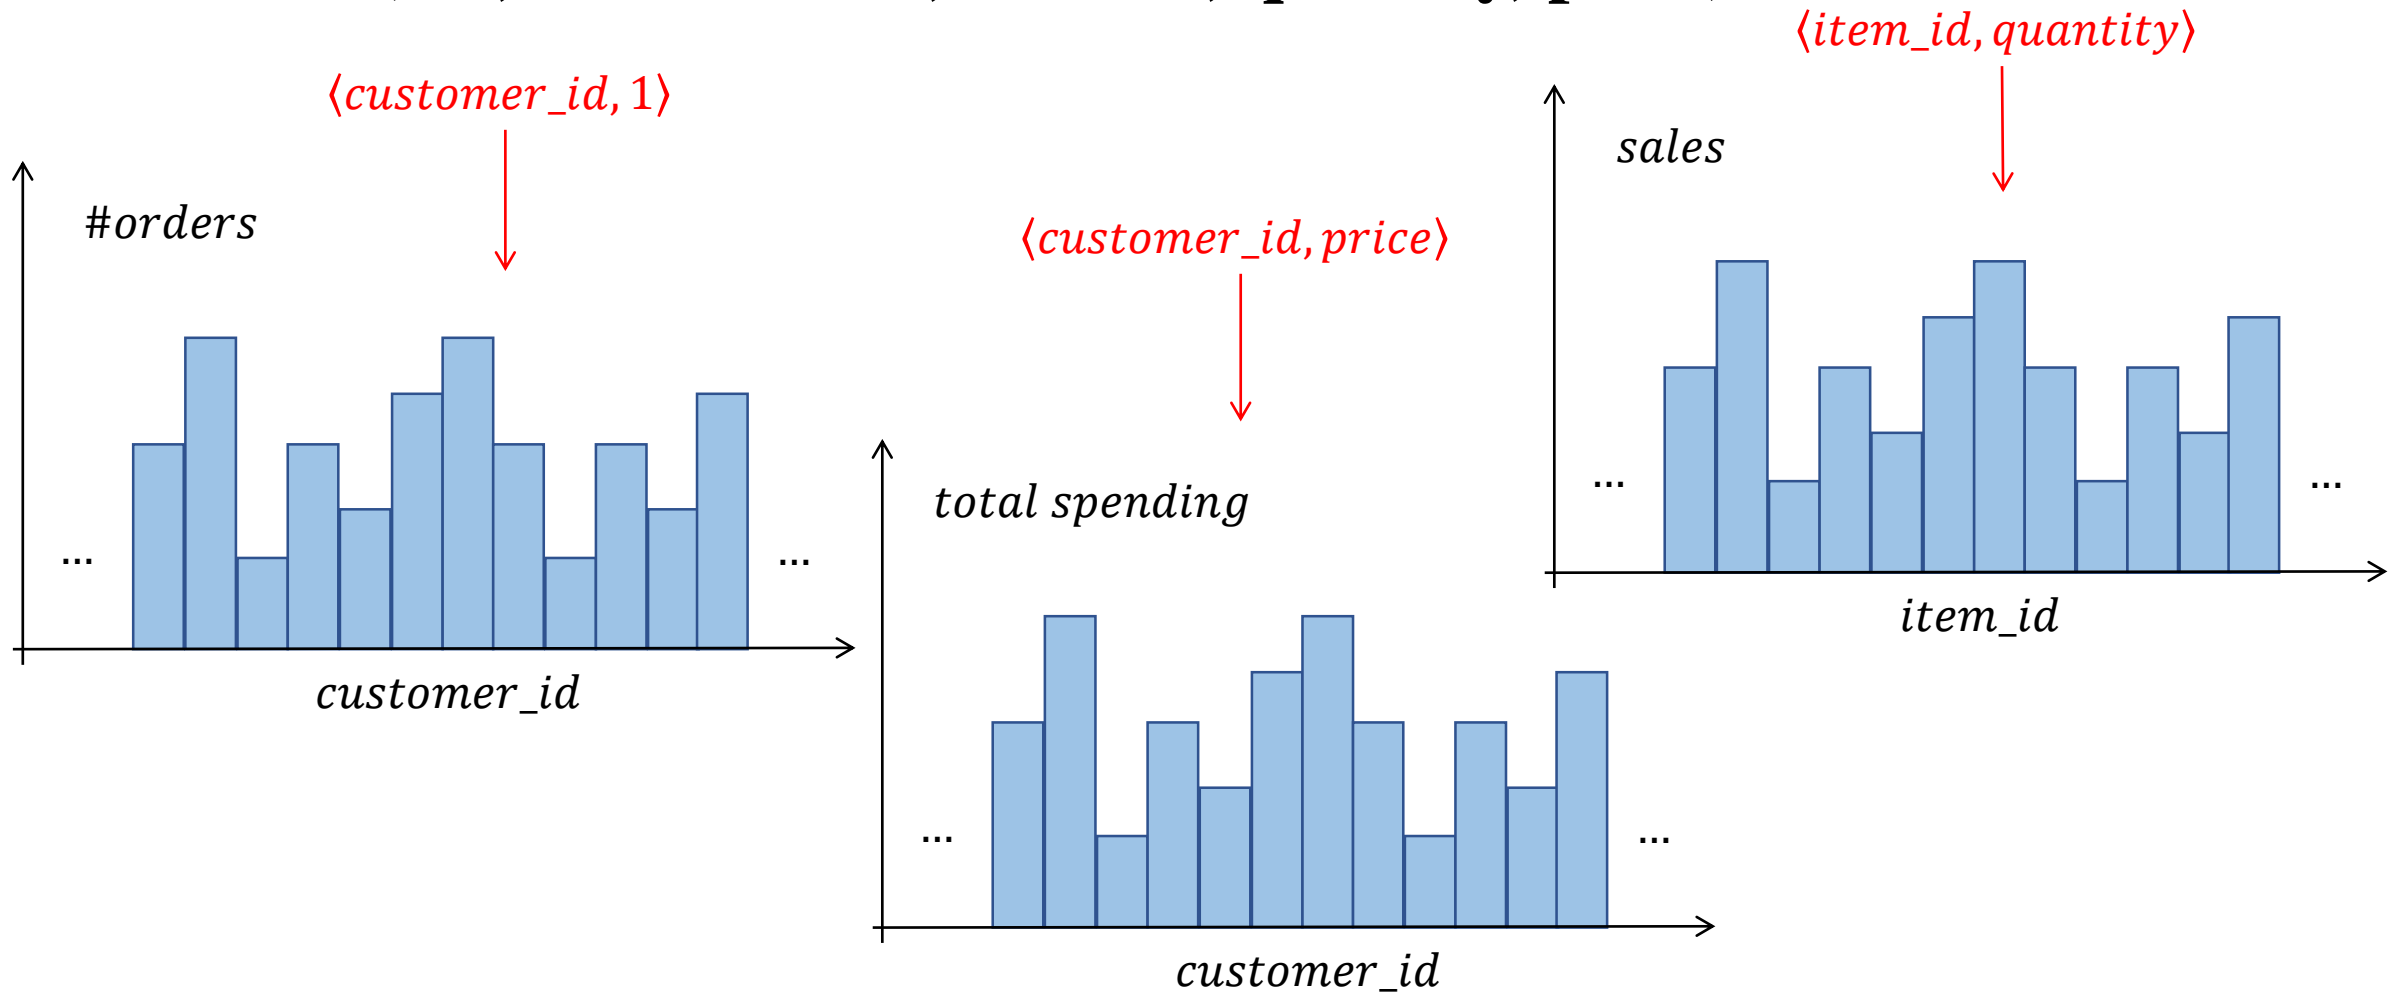 ⟨customer_id, 1⟩
#orders
...
...
customer_id
⟨customer_id, price⟩
total spending
...
...
customer_id
⟨item_id, quantity⟩
sales
...
...
item_id